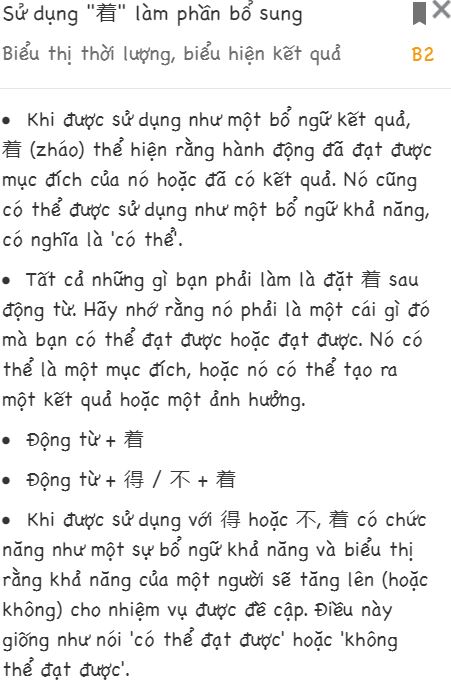 Sử dụng "着" làm phần bổ sung
Biểu thị thời lượng, biểu hiện kết quả
B2
• Khi được sử dụng như một bổ ngữ kết quả,
着 (zháo) thể hiện rằng hành động đã đạt được
mục đích của nó hoặc đã có kết quả. Nó cũng
có thể được sử dụng như một bổ ngữ khả năng,
có nghĩa là 'có thể'.
• Tất cả những gì bạn phải làm là đặt 着 sau
động từ. Hãy nhớ rằng nó phải là một cái gì đó
mà bạn có thể đạt được hoặc đạt được. Nó có
thể là một mục đích, hoặc nó có thể tạo ra
một kết quả hoặc một ảnh hưởng.
• Động từ + 着
• Động từ + 得 / 不 + 着
• Khi được sử dụng với 得 hoặc 不, 着 có chức
năng như một sự bổ ngữ khả năng và biểu thị
rằng khả năng của một người sẽ tăng lên (hoặc
không) cho nhiệm vụ được đề cập. Điều này
giống như nói 'có thể đạt được' hoặc 'không
thể đạt được'.